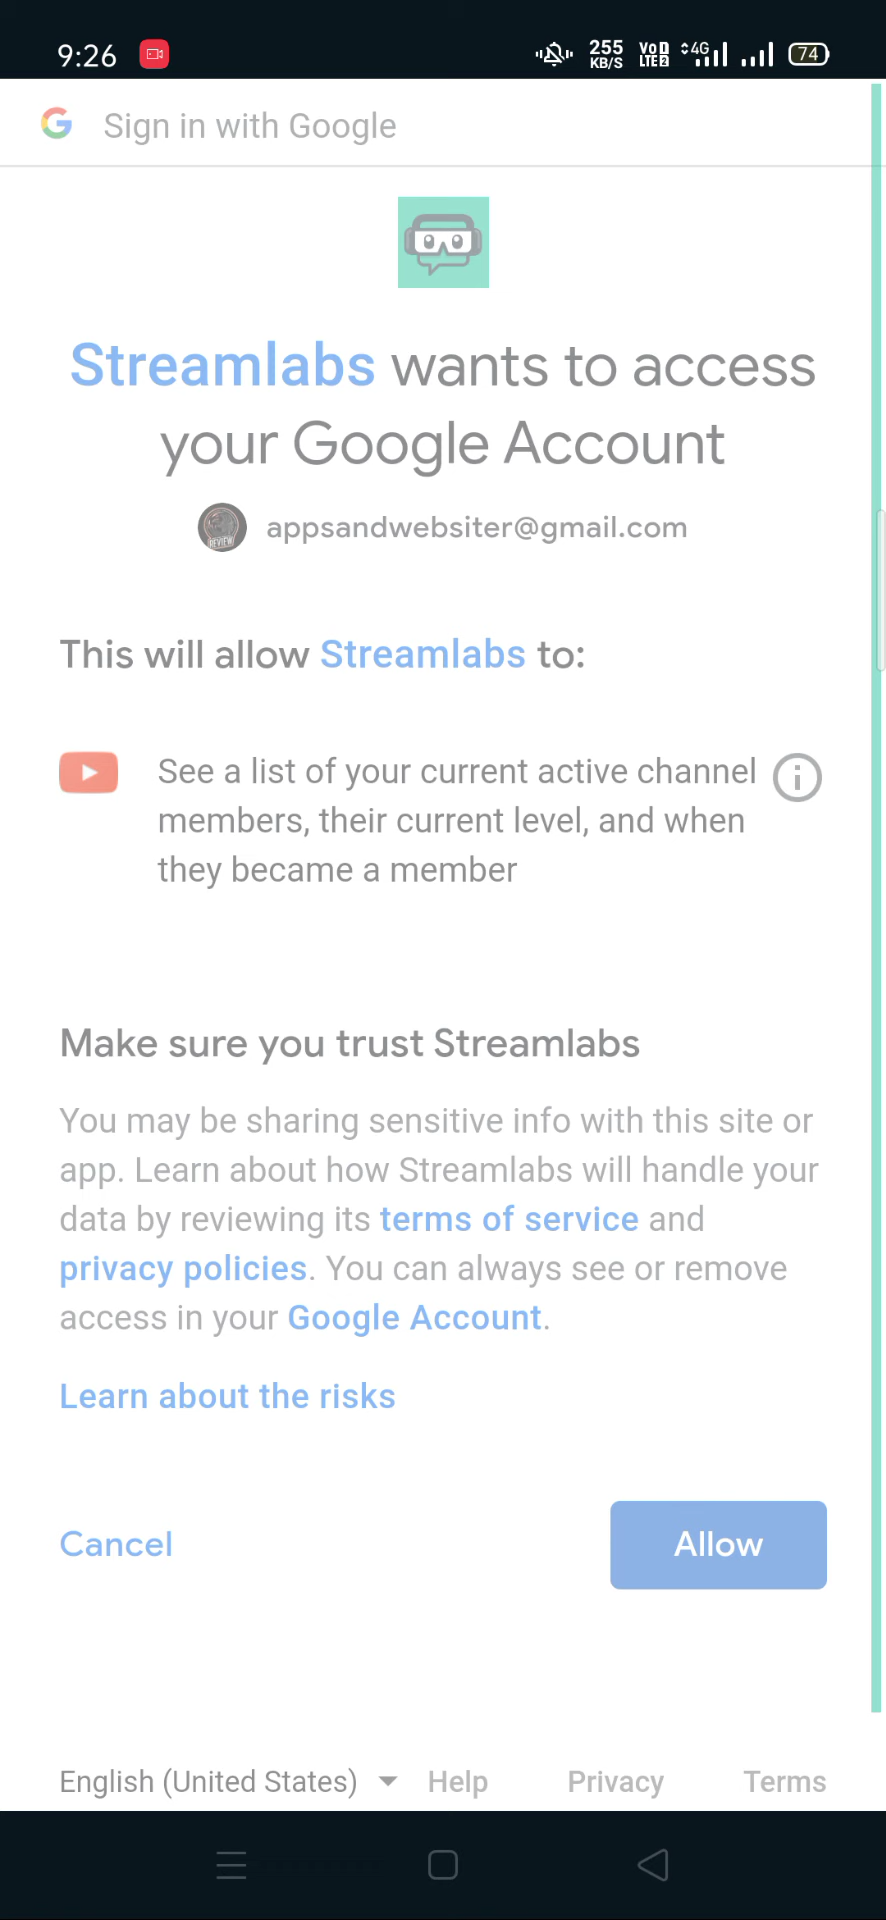 9:26
255
KB/S
VoD
LTE2
4G
74
Sign in with Google
Streamlabs wants to access
your Google Account
REVIEW
appsandwebsiter@gmail.com
This will allow Streamlabs to:
See a list of your current active channel
members, their current level, and when
they became a member
Make sure you trust Streamlabs
You may be sharing sensitive info with this site or
app. Learn about how Streamlabs will handle your
data by reviewing its terms of service and
privacy policies. You can always see or remove
access in your Google Account.
Learn about the risks
Cancel
Allow
English (United States)
Help
Privacy
Terms